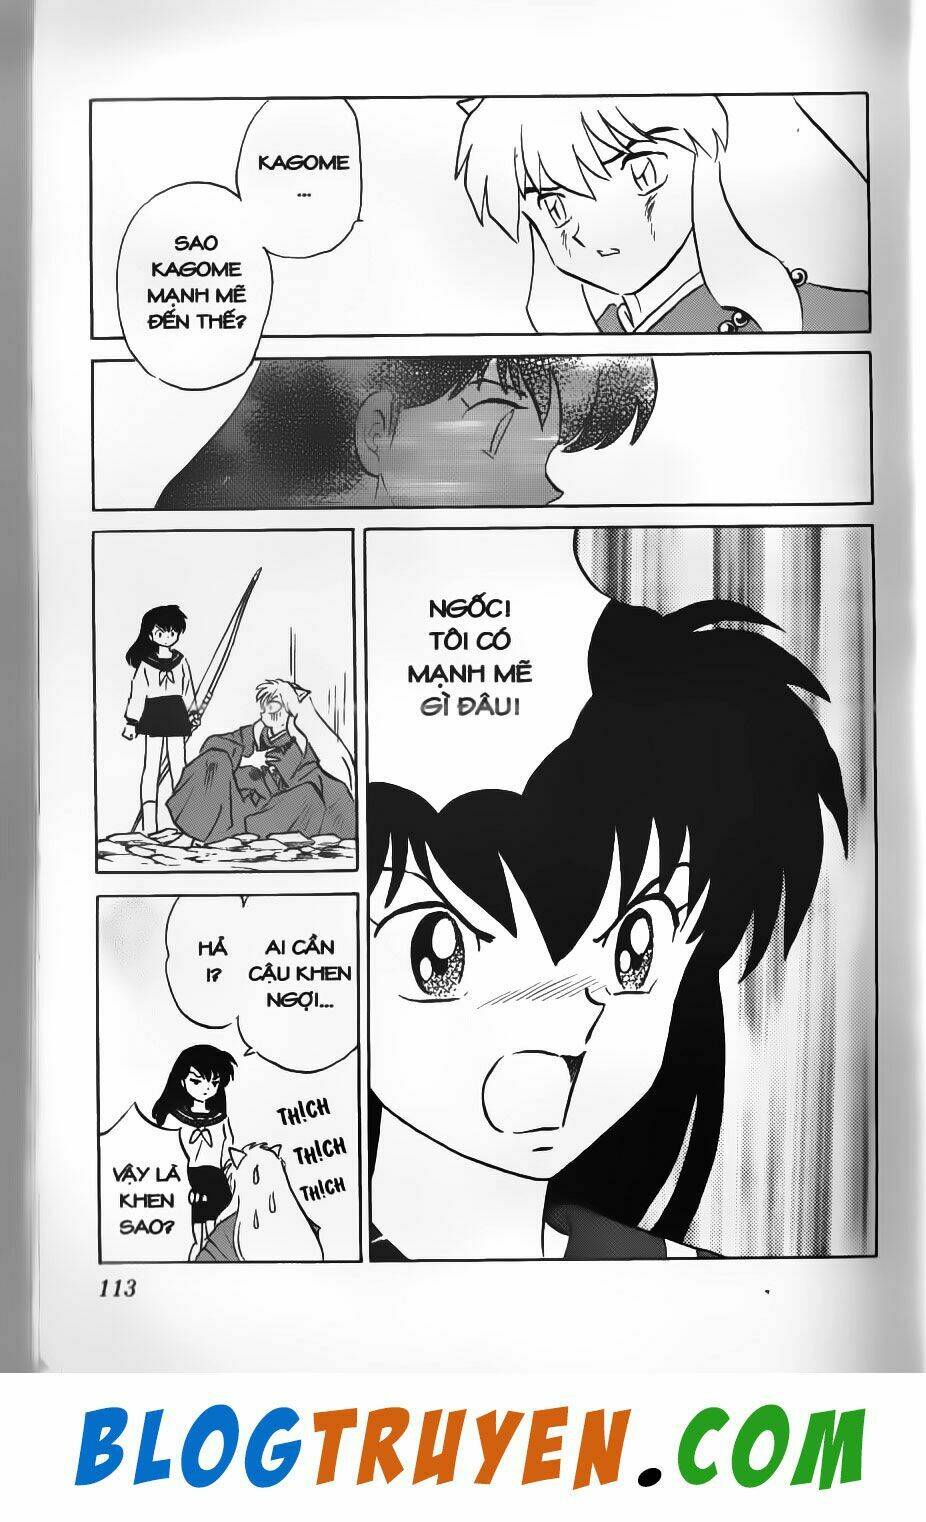 KAGOME
...
SAO
KAGOME
MẠNH MẼ
ĐẾN THẾ?
NGỐC!
TÔI CÓ
MẠNH MẼ
GÌ ĐÂU!
AI CẦN
CẬU KHEN
NGỢI...
HẢ
!?
THỊCH
THỊCH
THỊCH
VẬY LÀ
KHEN
SAO?
113
BLOGTRUYEN.COM